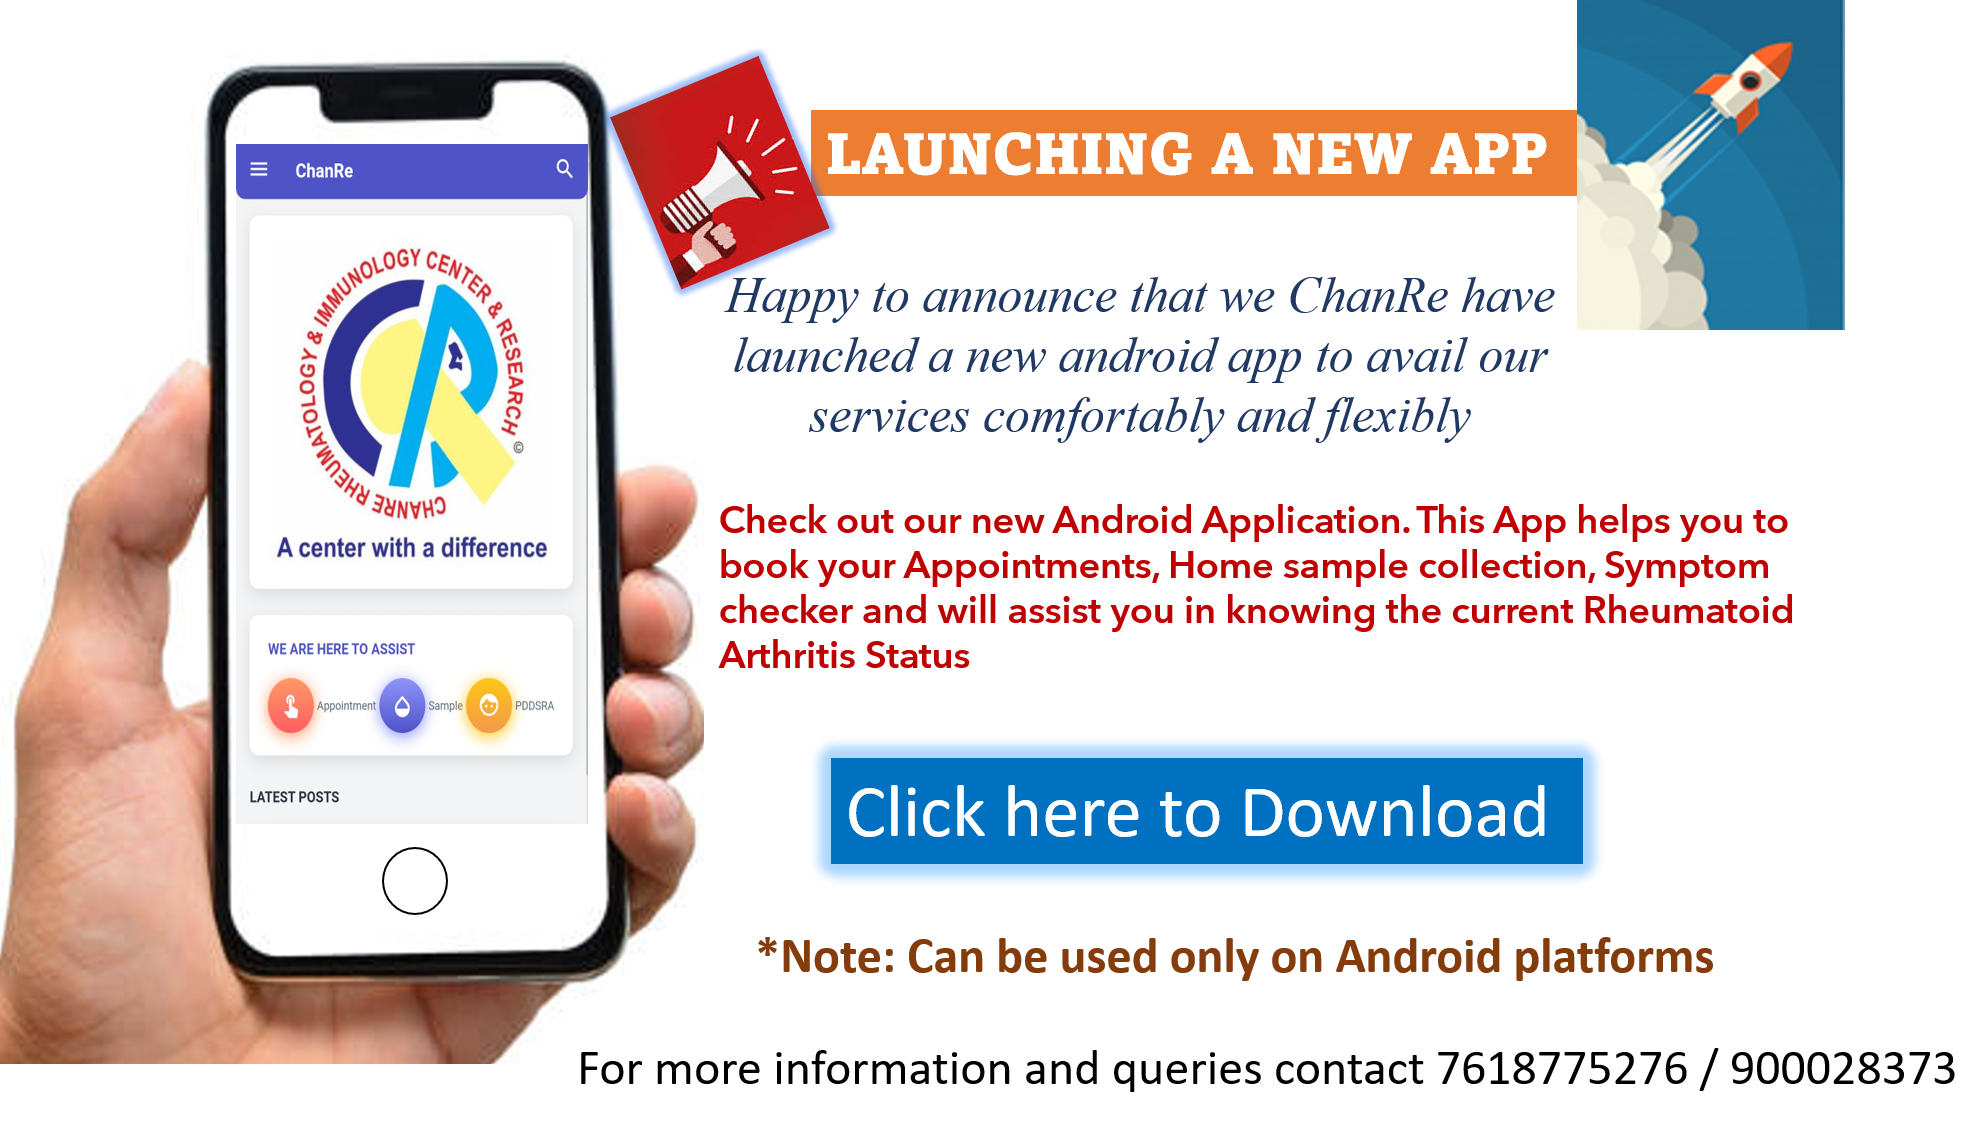 ChanRe
CHANRE RHEUMATOLOGY & IMMUNOLOGY CENTER & RESEARCH
©
A center with a difference
WE ARE HERE TO ASSIST
Appointment Sample PDDSRA
LATEST POSTS
LAUNCHING A NEW APP
Happy to announce that we ChanRe have
launched a new android app to avail our
services comfortably and flexibly
Check out our new Android Application. This App helps you to
book your Appointments, Home sample collection, Symptom
checker and will assist you in knowing the current Rheumatoid
Arthritis Status
Click here to Download
*Note: Can be used only on Android platforms
For more information and queries contact 7618775276 / 900028373